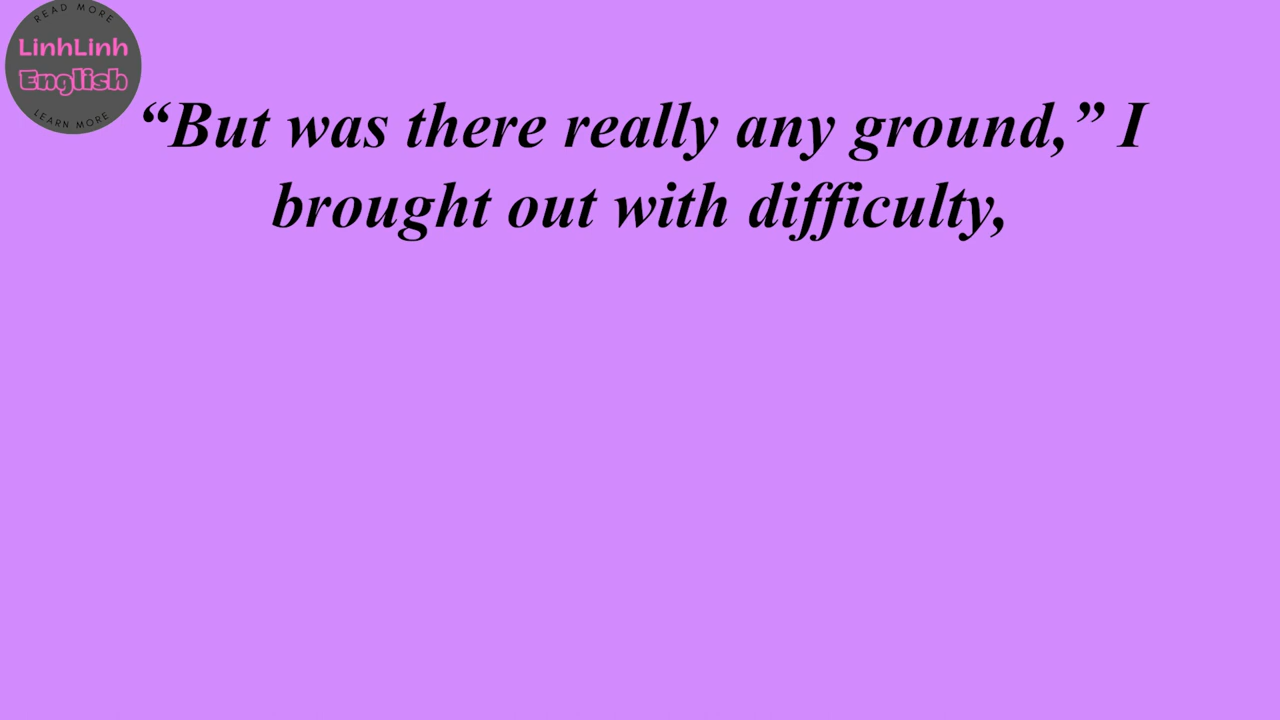 READ MORE
LinhLinh
English
LEARN MORE
“But was there really any ground,” I
brought out with difficulty,